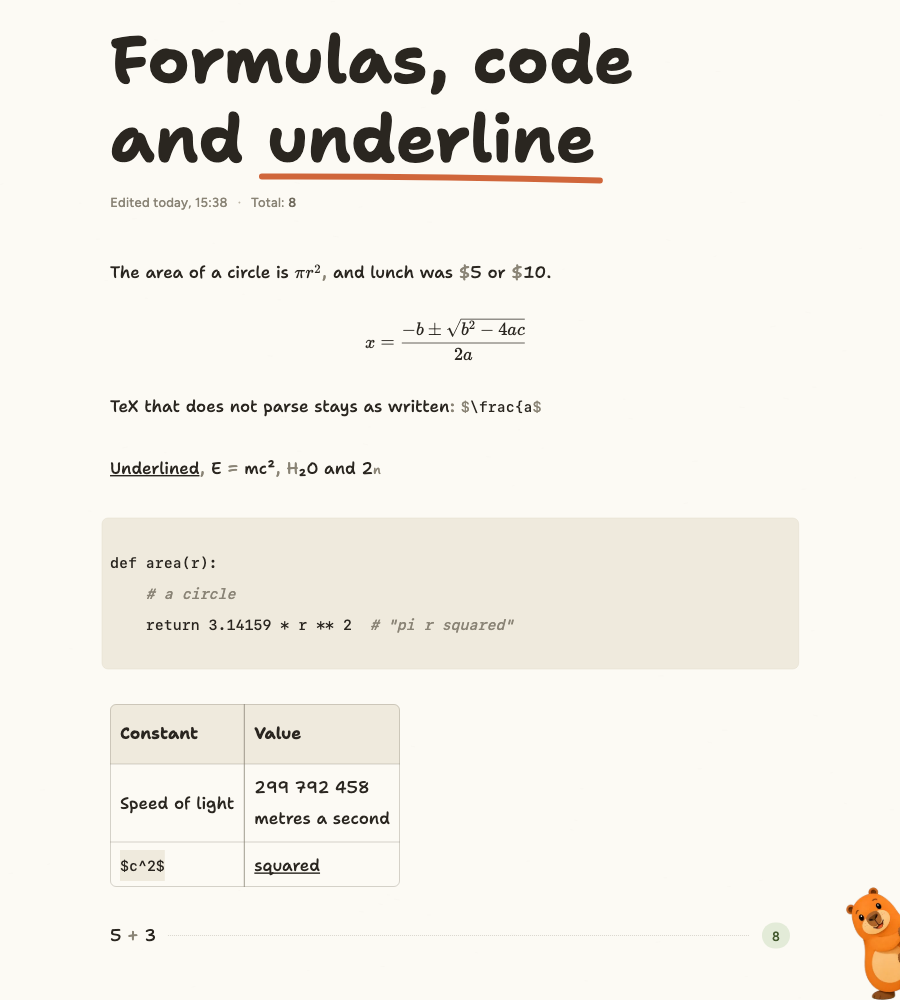 Formulas, code
and underline
Edited today, 15:38 · Total: 8
The area of a circle is πr², and lunch was $5 or $10.
x = (-b ± √(b² − 4ac)) / 2a
TeX that does not parse stays as written: $\frac{a$
Underlined, E = mc², H₂O and 2ₙ
def area(r):
    # a circle
    return 3.14159 * r ** 2  # "pi r squared"
Constant Value
Speed of light 299 792 458
metres a second
$c^2$ squared
5 + 3 8